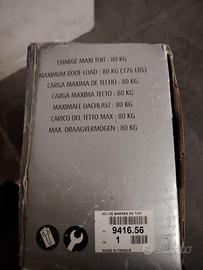 CHARGE MAXI TOIT : 80 KG
MAXIMUM ROOF LOAD : 80 KG (176 LBS)
CARGA MAXIMA DE TECHO : 80 KG
CARGA MAXIMA TECTO : 80 KG
MAXIMALE DACHLAST : 80 KG
CARICO DEL TETTO MAX : 80 KG
MAX. DRAAGVERMOGEN : 80 KG
JEU DE BARRES DE TOIT
9416.56
1
MADE IN FRANCE
subito